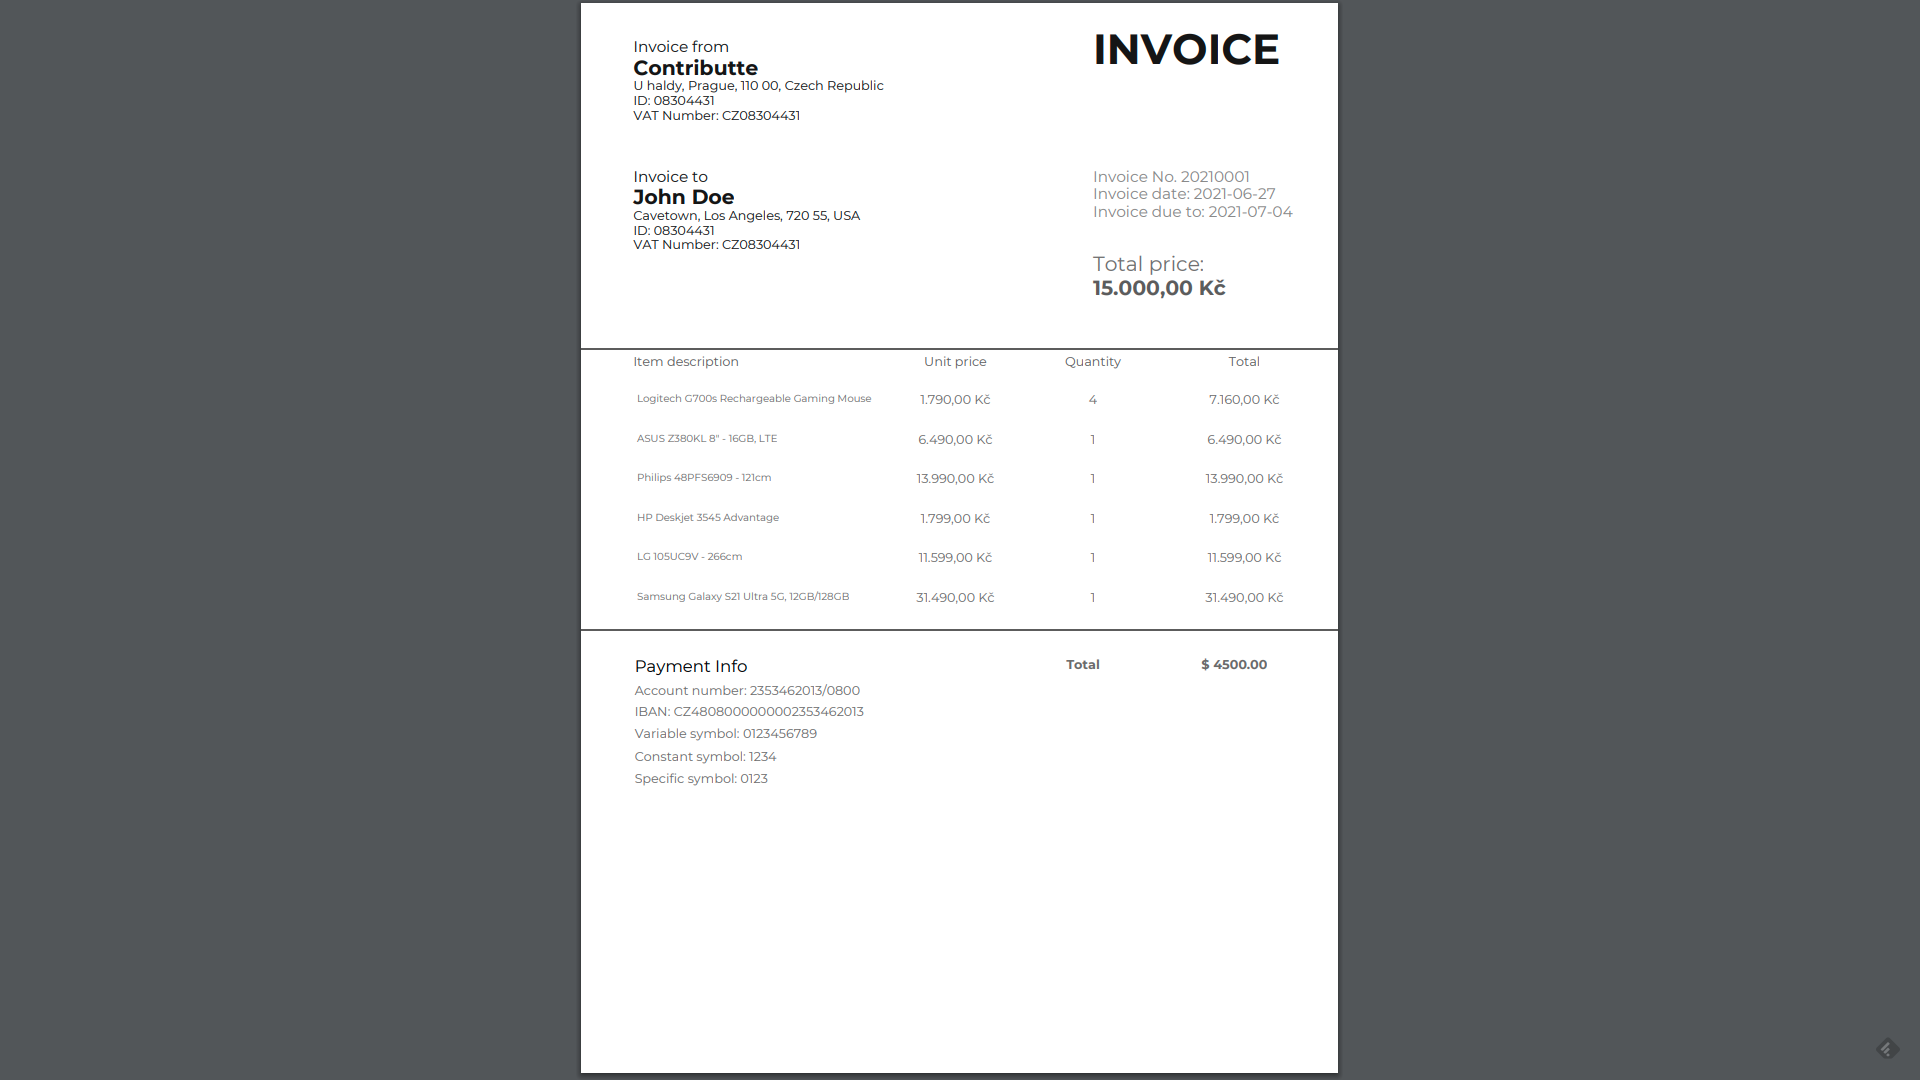 Invoice from
Contributte
U haldy, Prague, 110 00, Czech Republic
ID: 08304431
VAT Number: CZ08304431
INVOICE
Invoice to
John Doe
Cavetown, Los Angeles, 720 55, USA
ID: 08304431
VAT Number: CZ08304431
Invoice No. 20210001
Invoice date: 2021-06-27
Invoice due to: 2021-07-04
Total price:
15.000,00 Kč
Item description Unit price Quantity Total
Logitech G700s Rechargeable Gaming Mouse 1.790,00 Kč 4 7.160,00 Kč
ASUS Z380KL 8" - 16GB, LTE 6.490,00 Kč 1 6.490,00 Kč
Philips 48PFS6909 - 121cm 13.990,00 Kč 1 13.990,00 Kč
HP Deskjet 3545 Advantage 1.799,00 Kč 1 1.799,00 Kč
LG 105UC9V - 266cm 11.599,00 Kč 1 11.599,00 Kč
Samsung Galaxy S21 Ultra 5G, 12GB/128GB 31.490,00 Kč 1 31.490,00 Kč
Payment Info
Account number: 2353462013/0800
IBAN: CZ4808000000002353462013
Variable symbol: 0123456789
Constant symbol: 1234
Specific symbol: 0123
Total $ 4500.00